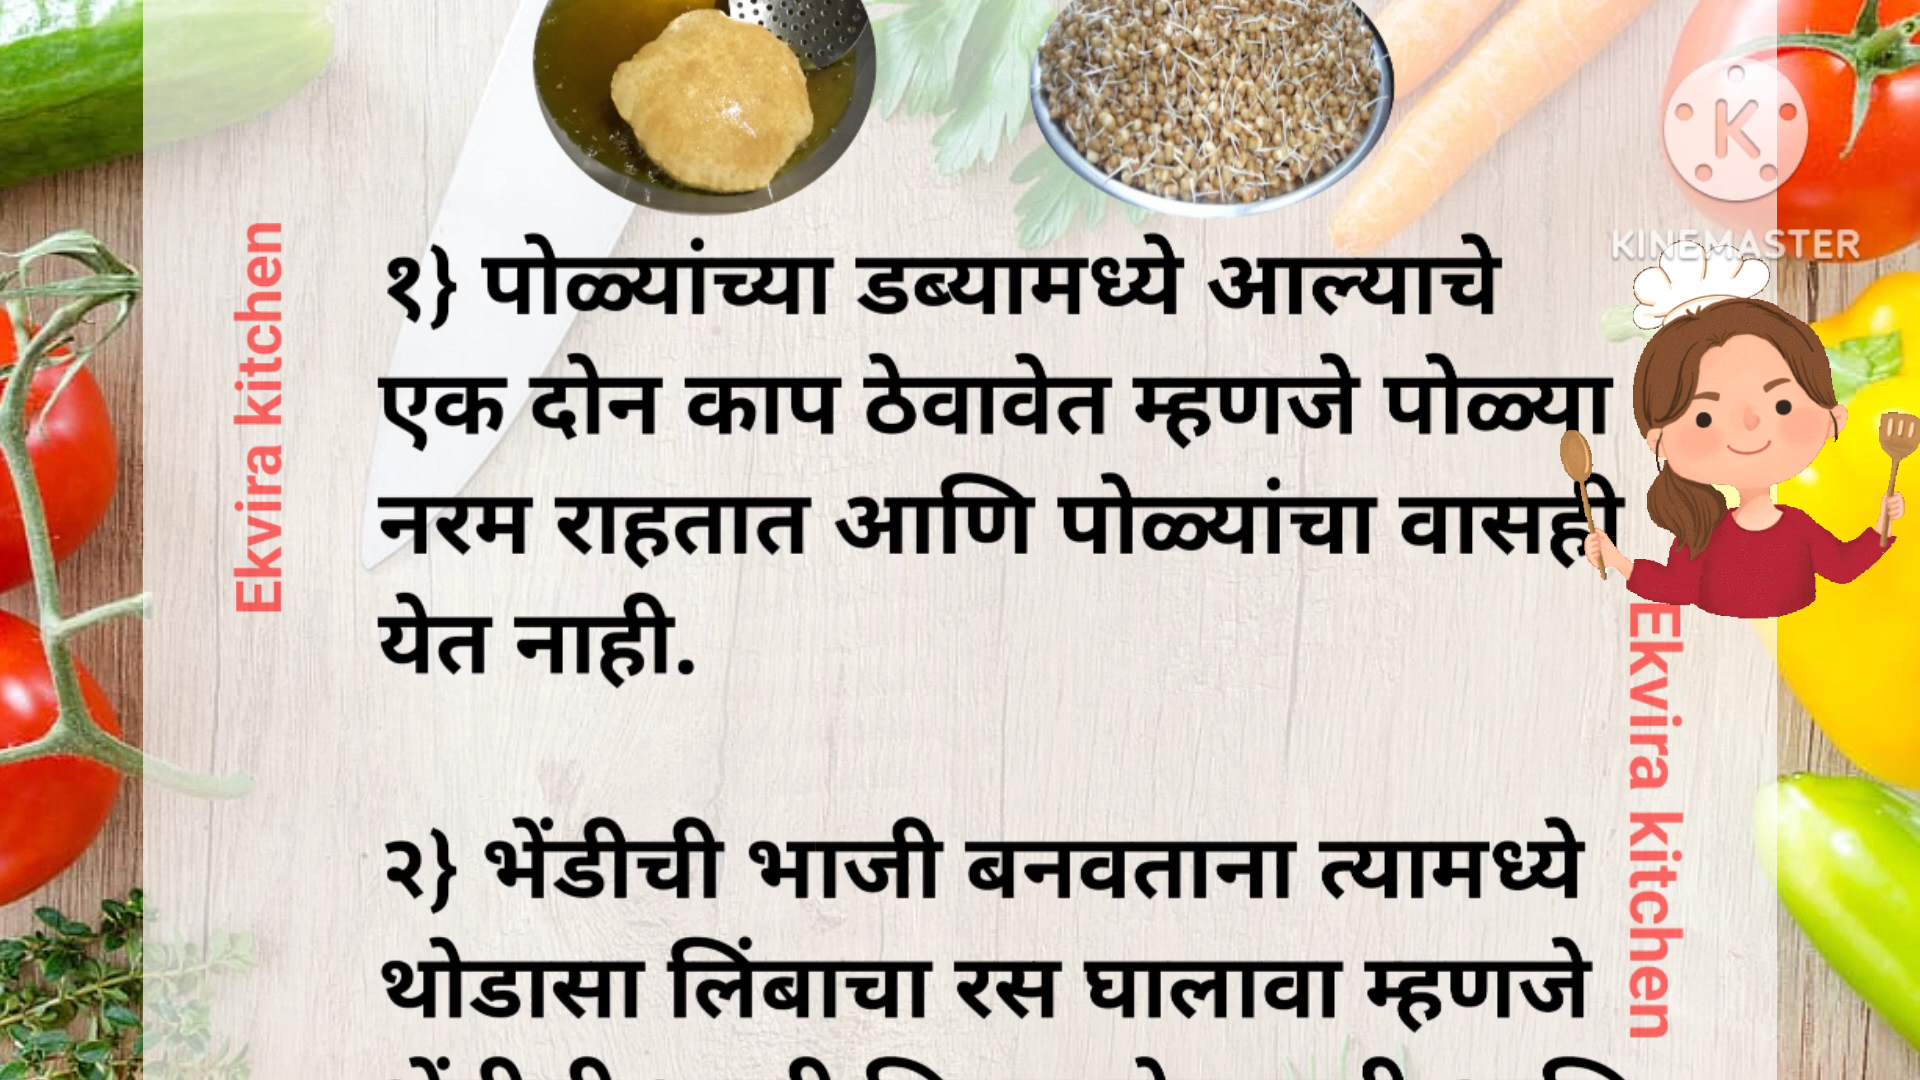 K
KINEMASTER
Ekvira kitchen
१} पोळ्यांच्या डब्यामध्ये आल्याचे
एक दोन काप ठेवावेत म्हणजे पोळ्या
नरम राहतात आणि पोळ्यांचा वासही
येत नाही.
Ekvira kitchen
२} भेंडीची भाजी बनवताना त्यामध्ये
थोडासा लिंबाचा रस घालावा म्हणजे